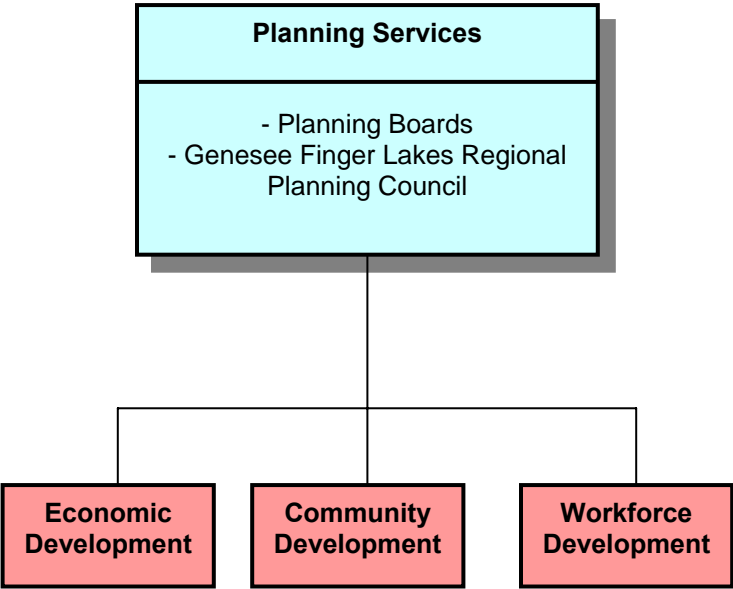 Planning Services
- Planning Boards
- Genesee Finger Lakes Regional
Planning Council
Economic
Development
Community
Development
Workforce
Development